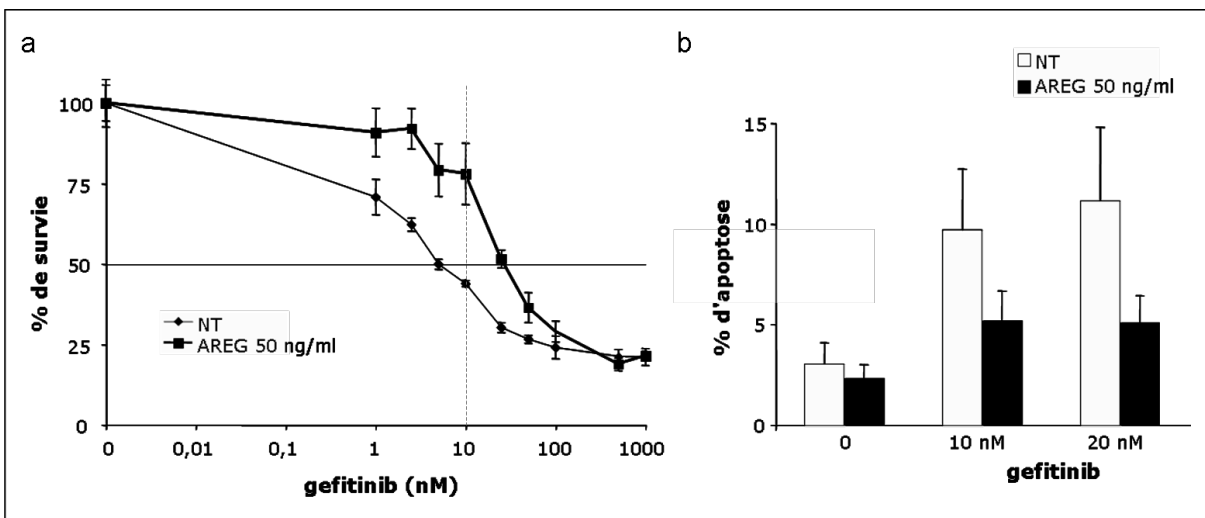 a
% de survie
100
75
50
25
0
NT
AREG 50 ng/ml
0 0,01 0,1 1 10 100 1000
gefitinib (nM)
b
NT
AREG 50 ng/ml
% d'apoptose
15
10
5
0
0 10 nM 20 nM
gefitinib